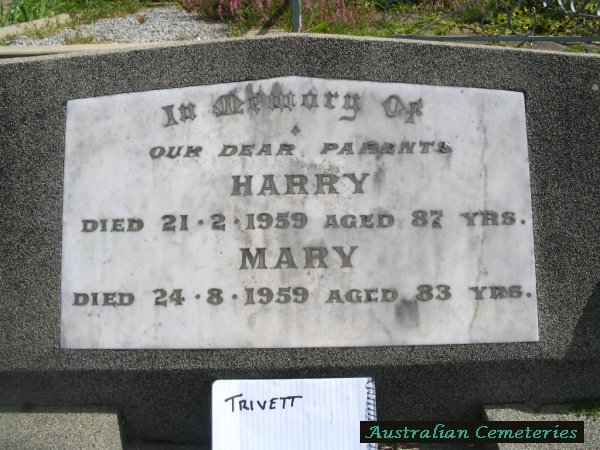 In Memory Of
OUR DEAR PARENTS
HARRY
DIED 21·2·1959 AGED 87 YRS.
MARY
DIED 24·8·1959 AGED 83 YRS.
TRIVETT
Australian Cemeteries